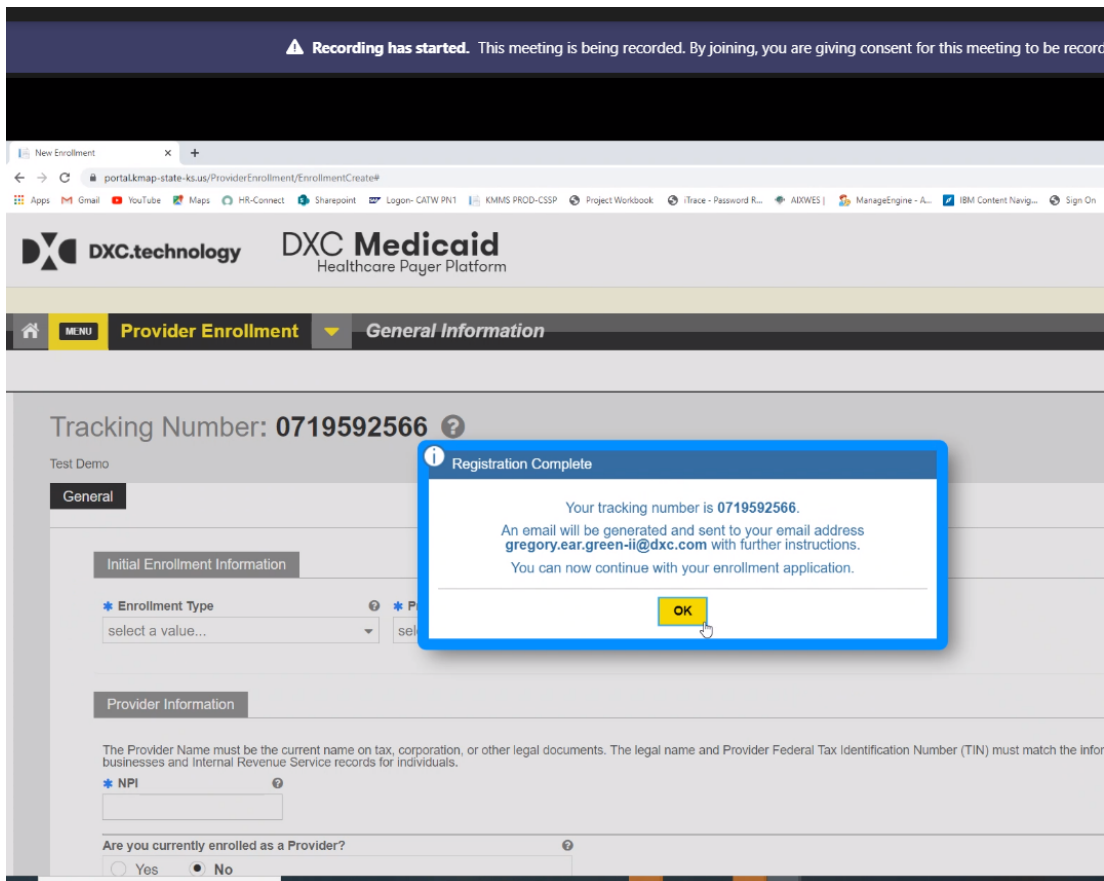 Recording has started. This meeting is being recorded. By joining, you are giving consent for this meeting to be record
New Enrollment
portal.kmap-state-ks.us/ProviderEnrollment/EnrollmentCreate#
Apps Gmail YouTube Maps HR-Connect Sharepoint Logon- CATW PN1 KMMS PROD-CSSP Project Workbook iTrace - Password R... AIXWES | ManageEngine - A... IBM Content Navig... Sign On
DXC.technology
DXC Medicaid
Healthcare Payer Platform
MENU Provider Enrollment General Information
Tracking Number: 0719592566
Test Demo
General
Registration Complete
Your tracking number is 0719592566.
An email will be generated and sent to your email address
gregory.ear.green-ii@dxc.com with further instructions.
You can now continue with your enrollment application.
OK
Initial Enrollment Information
* Enrollment Type
select a value...
Provider Information
The Provider Name must be the current name on tax, corporation, or other legal documents. The legal name and Provider Federal Tax Identification Number (TIN) must match the infor
businesses and Internal Revenue Service records for individuals.
* NPI
Are you currently enrolled as a Provider?
Yes No